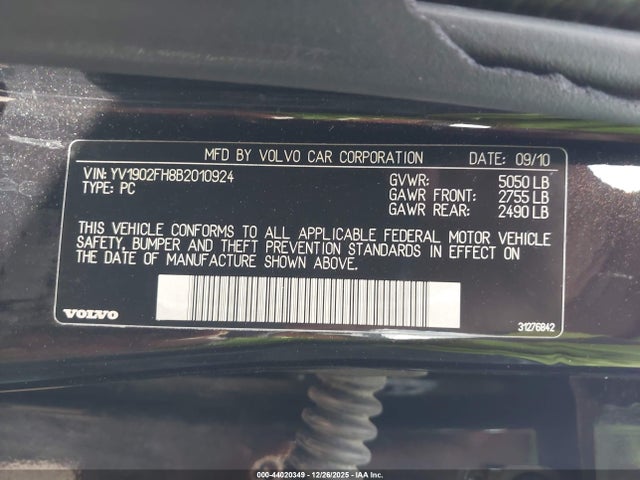 MFD BY VOLVO CAR CORPORATION DATE: 09/10
VIN: YV1902FH8B2010924 GVWR: 5050 LB
TYPE: PC GAWR FRONT: 2755 LB
GAWR REAR: 2490 LB
THIS VEHICLE CONFORMS TO ALL APPLICABLE FEDERAL MOTOR VEHICLE
SAFETY, BUMPER AND THEFT PREVENTION STANDARDS IN EFFECT ON
THE DATE OF MANUFACTURE SHOWN ABOVE.
VOLVO 31276842
000-44020349 - 12/26/2025 - IAA Inc.